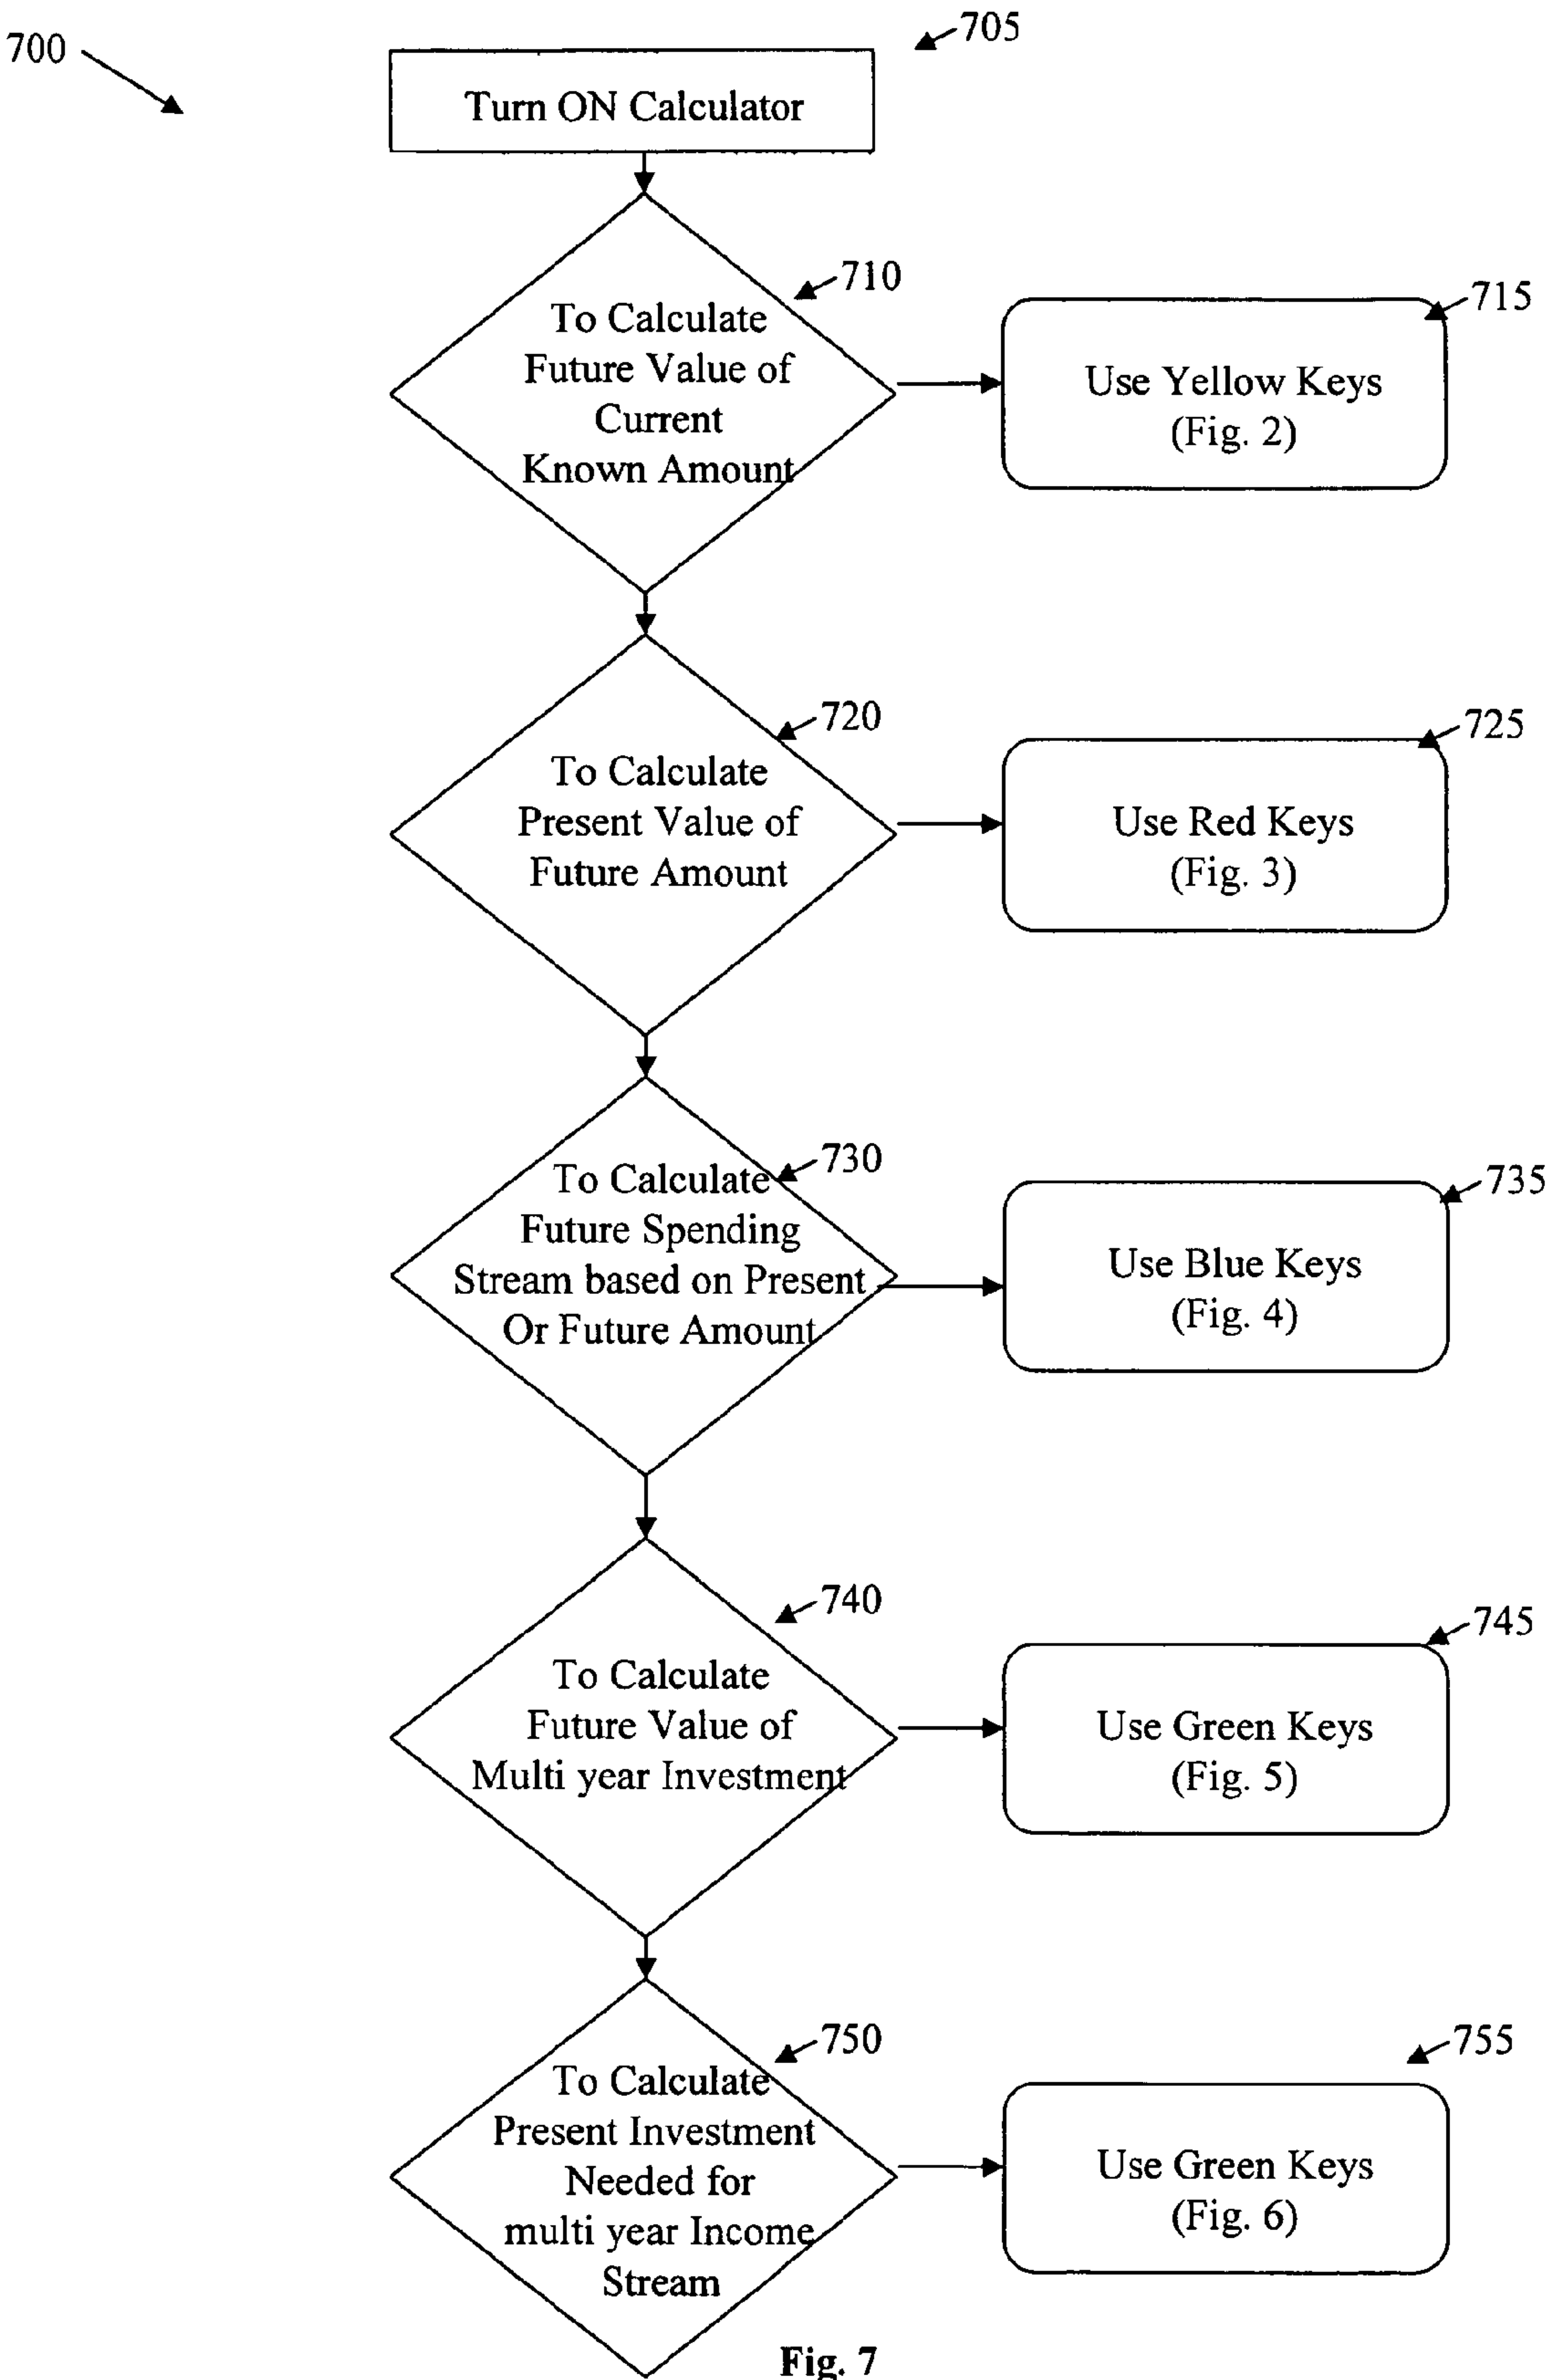 700
705
Turn ON Calculator
710
To Calculate
Future Value of
Current
Known Amount
715
Use Yellow Keys
(Fig. 2)
720
To Calculate
Present Value of
Future Amount
725
Use Red Keys
(Fig. 3)
730
To Calculate
Future Spending
Stream based on Present
Or Future Amount
735
Use Blue Keys
(Fig. 4)
740
To Calculate
Future Value of
Multi year Investment
745
Use Green Keys
(Fig. 5)
750
To Calculate
Present Investment
Needed for
multi year Income
Stream
755
Use Green Keys
(Fig. 6)
Fig. 7